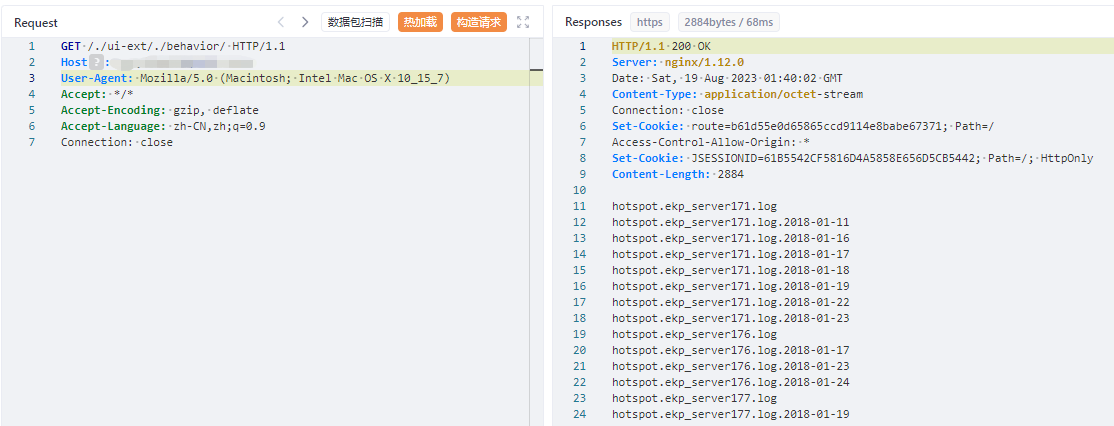 Request
数据包扫描
热加载
构造请求
1 GET /./ui-ext/./behavior/ HTTP/1.1
2 Host ? :
3 User-Agent: Mozilla/5.0 (Macintosh; Intel Mac OS X 10_15_7)
4 Accept: */*
5 Accept-Encoding: gzip, deflate
6 Accept-Language: zh-CN,zh;q=0.9
7 Connection: close
Responses https 2884bytes / 68ms
1 HTTP/1.1 200 OK
2 Server: nginx/1.12.0
3 Date: Sat, 19 Aug 2023 01:40:02 GMT
4 Content-Type: application/octet-stream
5 Connection: close
6 Set-Cookie: route=b61d55e0d65865ccd9114e8babe67371; Path=/
7 Access-Control-Allow-Origin: *
8 Set-Cookie: JSESSIONID=61B5542CF5816D4A5858E656D5CB5442; Path=/; HttpOnly
9 Content-Length: 2884
10
11 hotspot.ekp_server171.log
12 hotspot.ekp_server171.log.2018-01-11
13 hotspot.ekp_server171.log.2018-01-16
14 hotspot.ekp_server171.log.2018-01-17
15 hotspot.ekp_server171.log.2018-01-18
16 hotspot.ekp_server171.log.2018-01-19
17 hotspot.ekp_server171.log.2018-01-22
18 hotspot.ekp_server171.log.2018-01-23
19 hotspot.ekp_server176.log
20 hotspot.ekp_server176.log.2018-01-17
21 hotspot.ekp_server176.log.2018-01-23
22 hotspot.ekp_server176.log.2018-01-24
23 hotspot.ekp_server177.log
24 hotspot.ekp_server177.log.2018-01-19